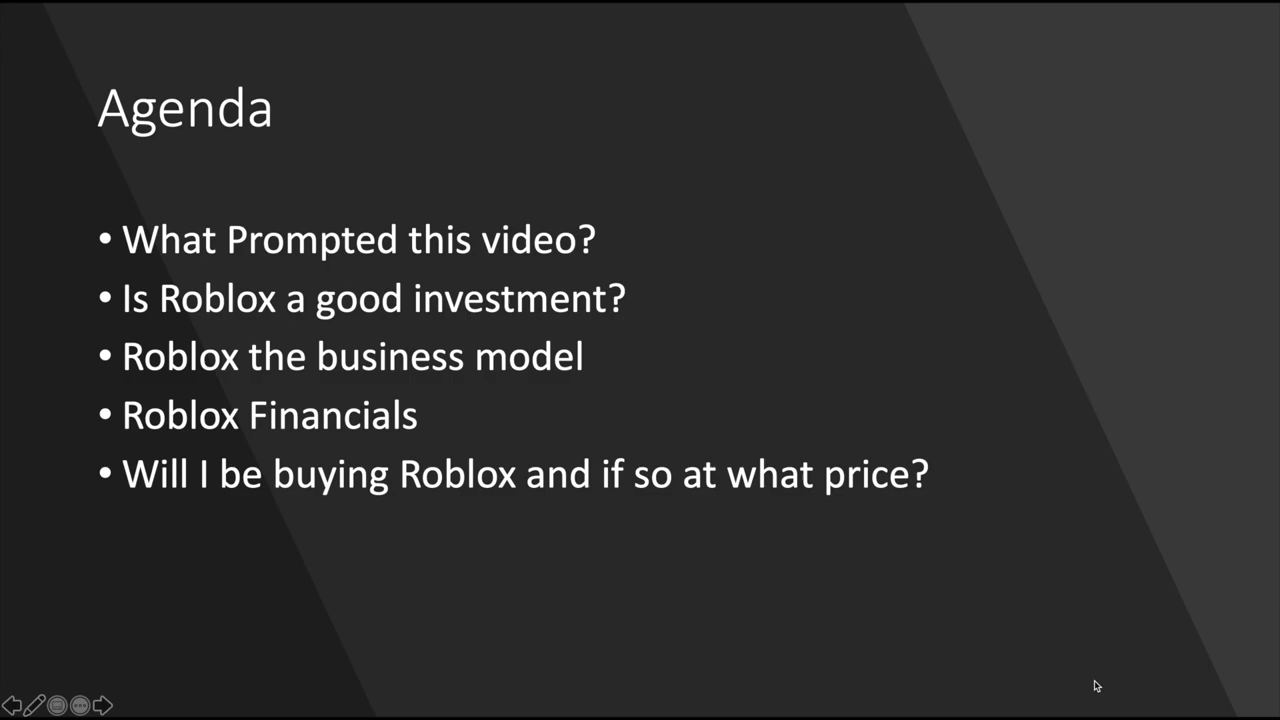 Agenda
• What Prompted this video?
• Is Roblox a good investment?
• Roblox the business model
• Roblox Financials
• Will I be buying Roblox and if so at what price?